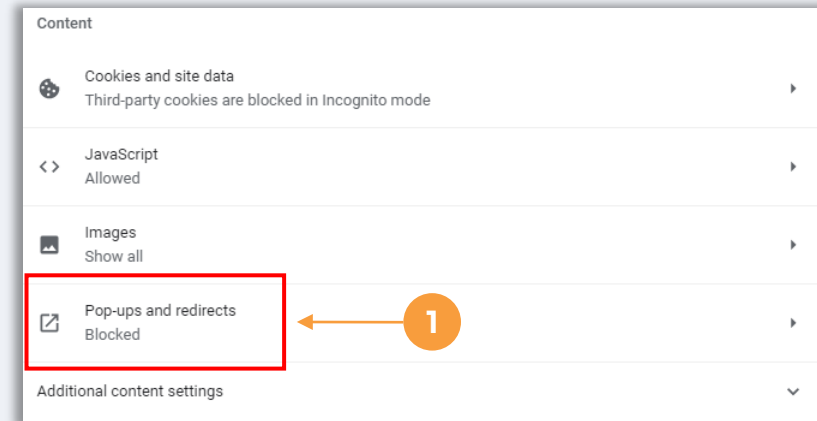 Content
Cookies and site data
Third-party cookies are blocked in Incognito mode
JavaScript
Allowed
Images
Show all
Pop-ups and redirects
Blocked
1
Additional content settings